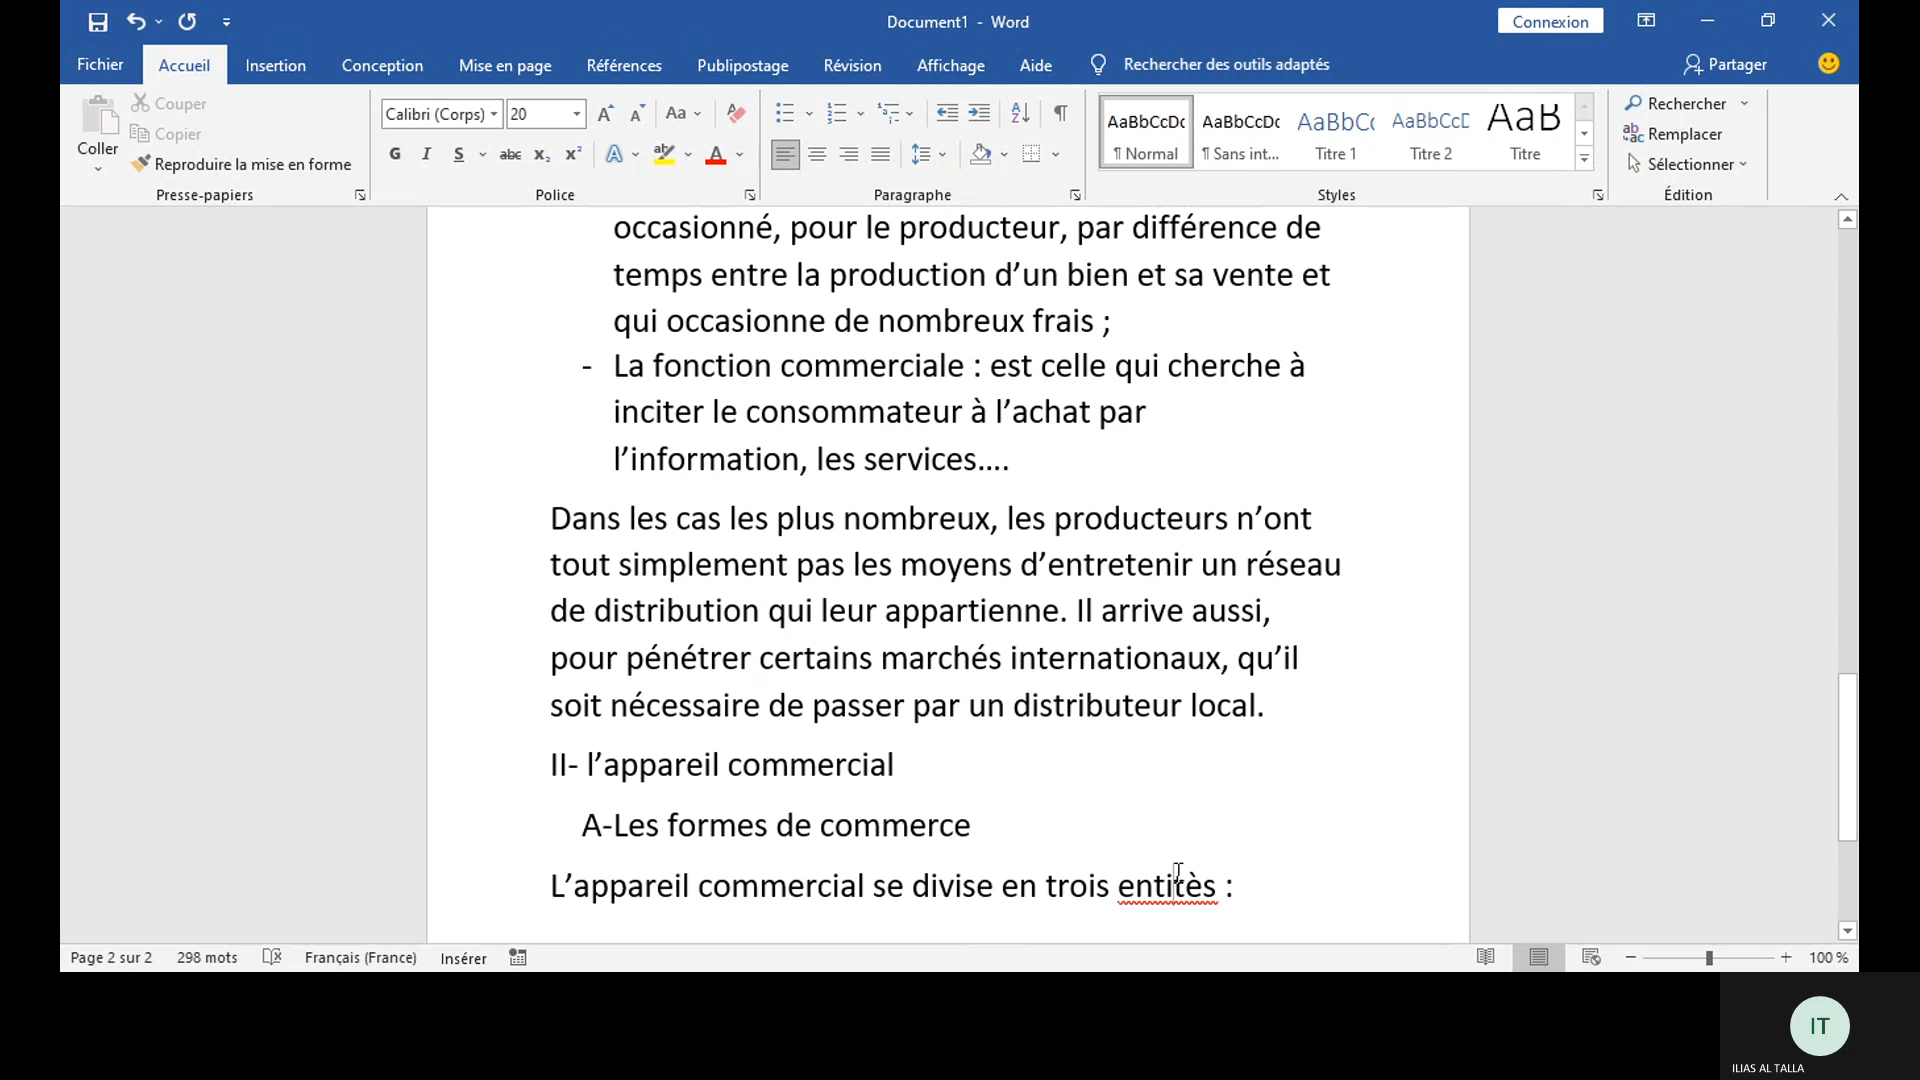 Document1 - Word
Connexion
Fichier Accueil Insertion Conception Mise en page Références Publipostage Révision Affichage Aide Rechercher des outils adaptés Partager
Coller
Couper
Copier
Reproduire la mise en forme
Presse-papiers
Calibri (Corps) 20
G I S abc X₂ X² A A
Police
Paragraphe
AaBbCcDc AaBbCcDc AaBbCc AaBbCcD AaB
¶ Normal ¶ Sans int... Titre 1 Titre 2 Titre
Styles
Rechercher
Remplacer
Sélectionner
Édition
occasionné, pour le producteur, par différence de
temps entre la production d’un bien et sa vente et
qui occasionne de nombreux frais ;
- La fonction commerciale : est celle qui cherche à
inciter le consommateur à l’achat par
l’information, les services….
Dans les cas les plus nombreux, les producteurs n’ont
tout simplement pas les moyens d’entretenir un réseau
de distribution qui leur appartienne. Il arrive aussi,
pour pénétrer certains marchés internationaux, qu’il
soit nécessaire de passer par un distributeur local.
II- l’appareil commercial
A-Les formes de commerce
L’appareil commercial se divise en trois entitès :
Page 2 sur 2 298 mots Français (France) Insérer 100 %
IT
ILIAS AL TALLA